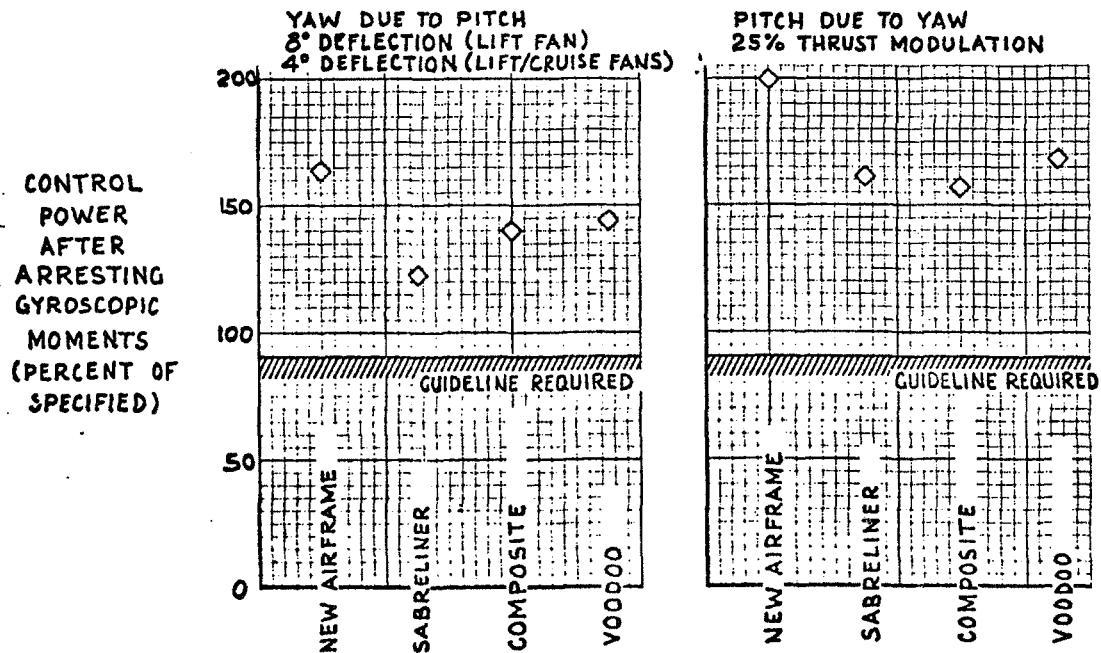 YAW DUE TO PITCH
8° DEFLECTION (LIFT FAN)
4° DEFLECTION (LIFT/CRUISE FANS)
PITCH DUE TO YAW
25% THRUST MODULATION
CONTROL
POWER
AFTER
ARRESTING
GYROSCOPIC
MOMENTS
(PERCENT OF
SPECIFIED)
200
150
100
50
0
GUIDELINE REQUIRED
NEW AIRFRAME
SABRELINER
COMPOSITE
VOODOO
GUIDELINE REQUIRED
NEW AIRFRAME
SABRELINER
COMPOSITE
VOODOO